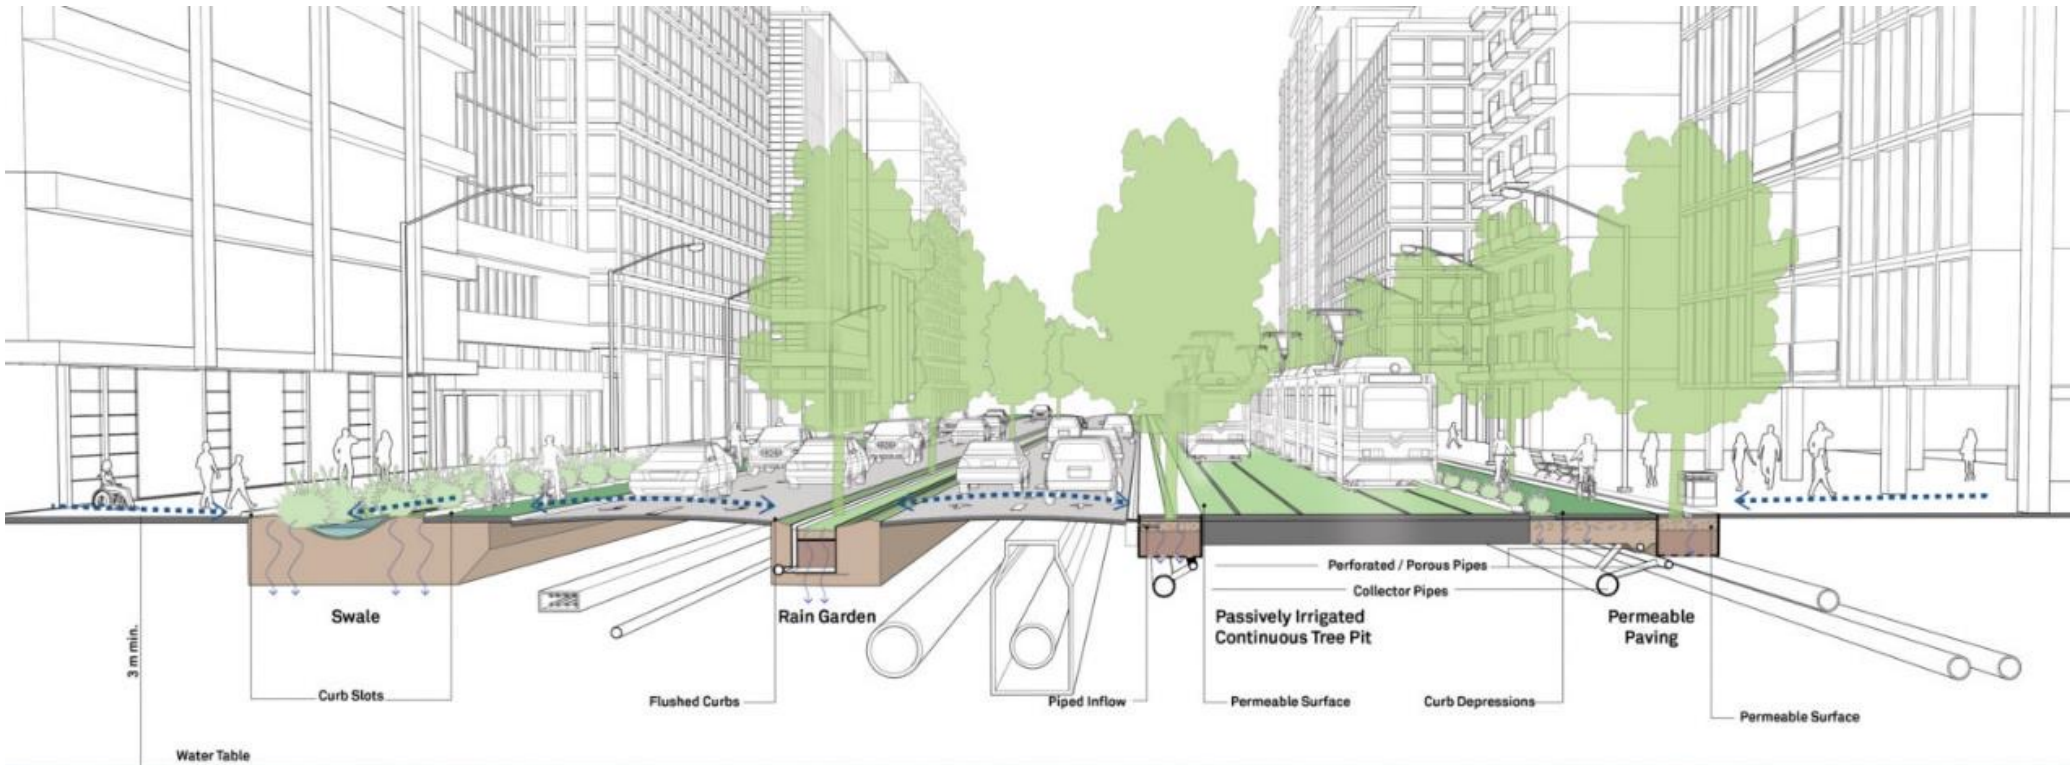 Perforated / Porous Pipes
Collector Pipes
Swale
Rain Garden
Passively Irrigated
Continuous Tree Pit
Permeable
Paving
3 m min.
Curb Slots
Flushed Curbs
Piped Inflow
Permeable Surface
Curb Depressions
Permeable Surface
Water Table